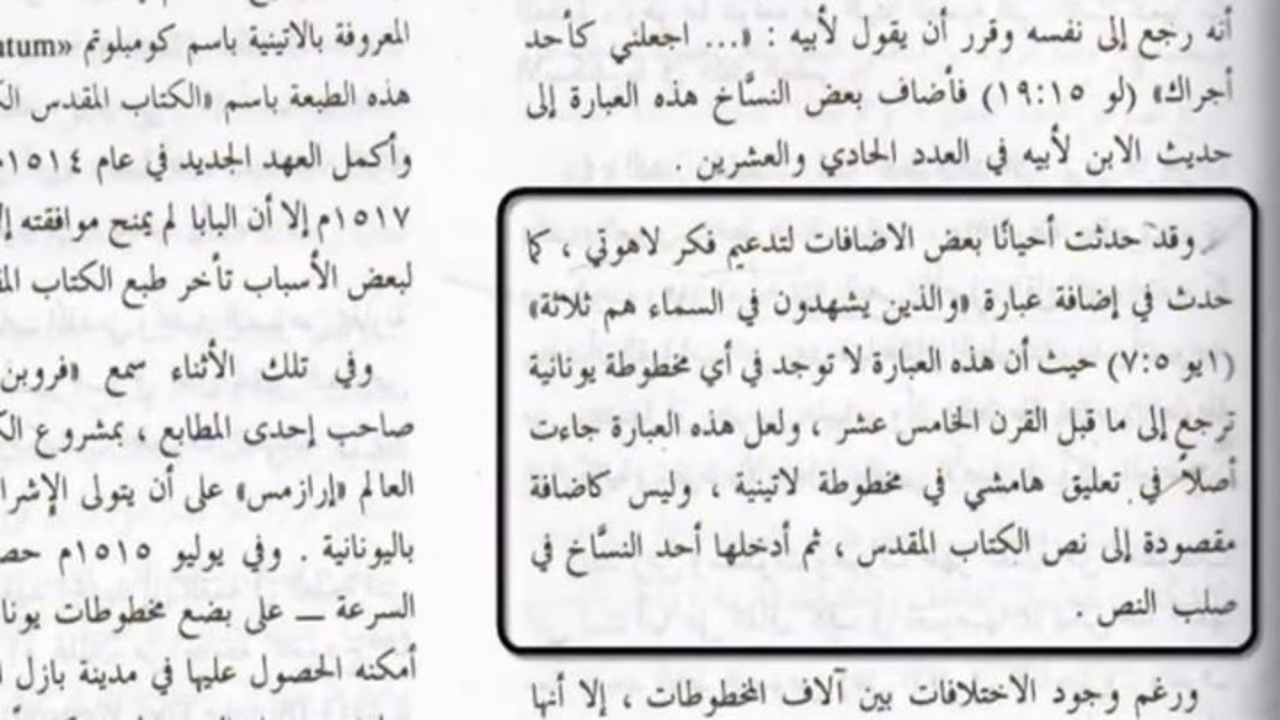 أنه رجع إلى نفسه وقرر أن يقول لأبيه : «... اجعلني كأحد
أجراك» (لو ١٩:١٥) فأضاف بعض النسَّاخ هذه العبارة إلى
حديث الابن لأبيه في العدد الحادي والعشرين .
وقد حدثت أحيانًا بعض الاضافات لتدعيم فكر لاهوتي ، كما
حدث في إضافة عبارة «والذين يشهدون في السماء هم ثلاثة»
(١يو ٧:٥) حيث أن هذه العبارة لا توجد في أي مخطوطة يونانية
ترجع إلى ما قبل القرن الخامس عشر ، ولعل هذه العبارة جاءت
أصلاً في تعليق هامشي في مخطوطة لاتينية ، وليس كاضافة
مقصودة إلى نص الكتاب المقدس ، ثم أدخلها أحد النسَّاخ في
صلب النص .
ورغم وجود الاختلافات بين آلاف المخطوطات ، إلا أنها
المعروفة بالاتينية باسم كومبلوتم «
هذه الطبعة باسم «الكتاب المقدس
وأكمل العهد الجديد في عام ١٥١٤
١٥١٧م إلا أن البابا لم يمنح موافقته
لبعض الأسباب تأخر طبع الكتاب
وفي تلك الأثناء سمع «فروبن
صاحب إحدى المطابع ، بمشروع
العالم «إرازمس» على أن يتولى
باليونانية . وفي يوليو ١٥١٥م
السرعة — على بضع مخطوطات
أمكنه الحصول عليها في مدينة بازل